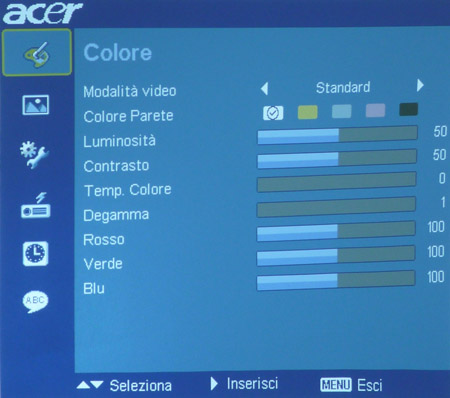 acer
Colore
Modalità video Standard
Colore Parete
Luminosità 50
Contrasto 50
Temp. Colore 0
Degamma 1
Rosso 100
Verde 100
Blu 100
ABC
Seleziona Inserisci MENU Esci